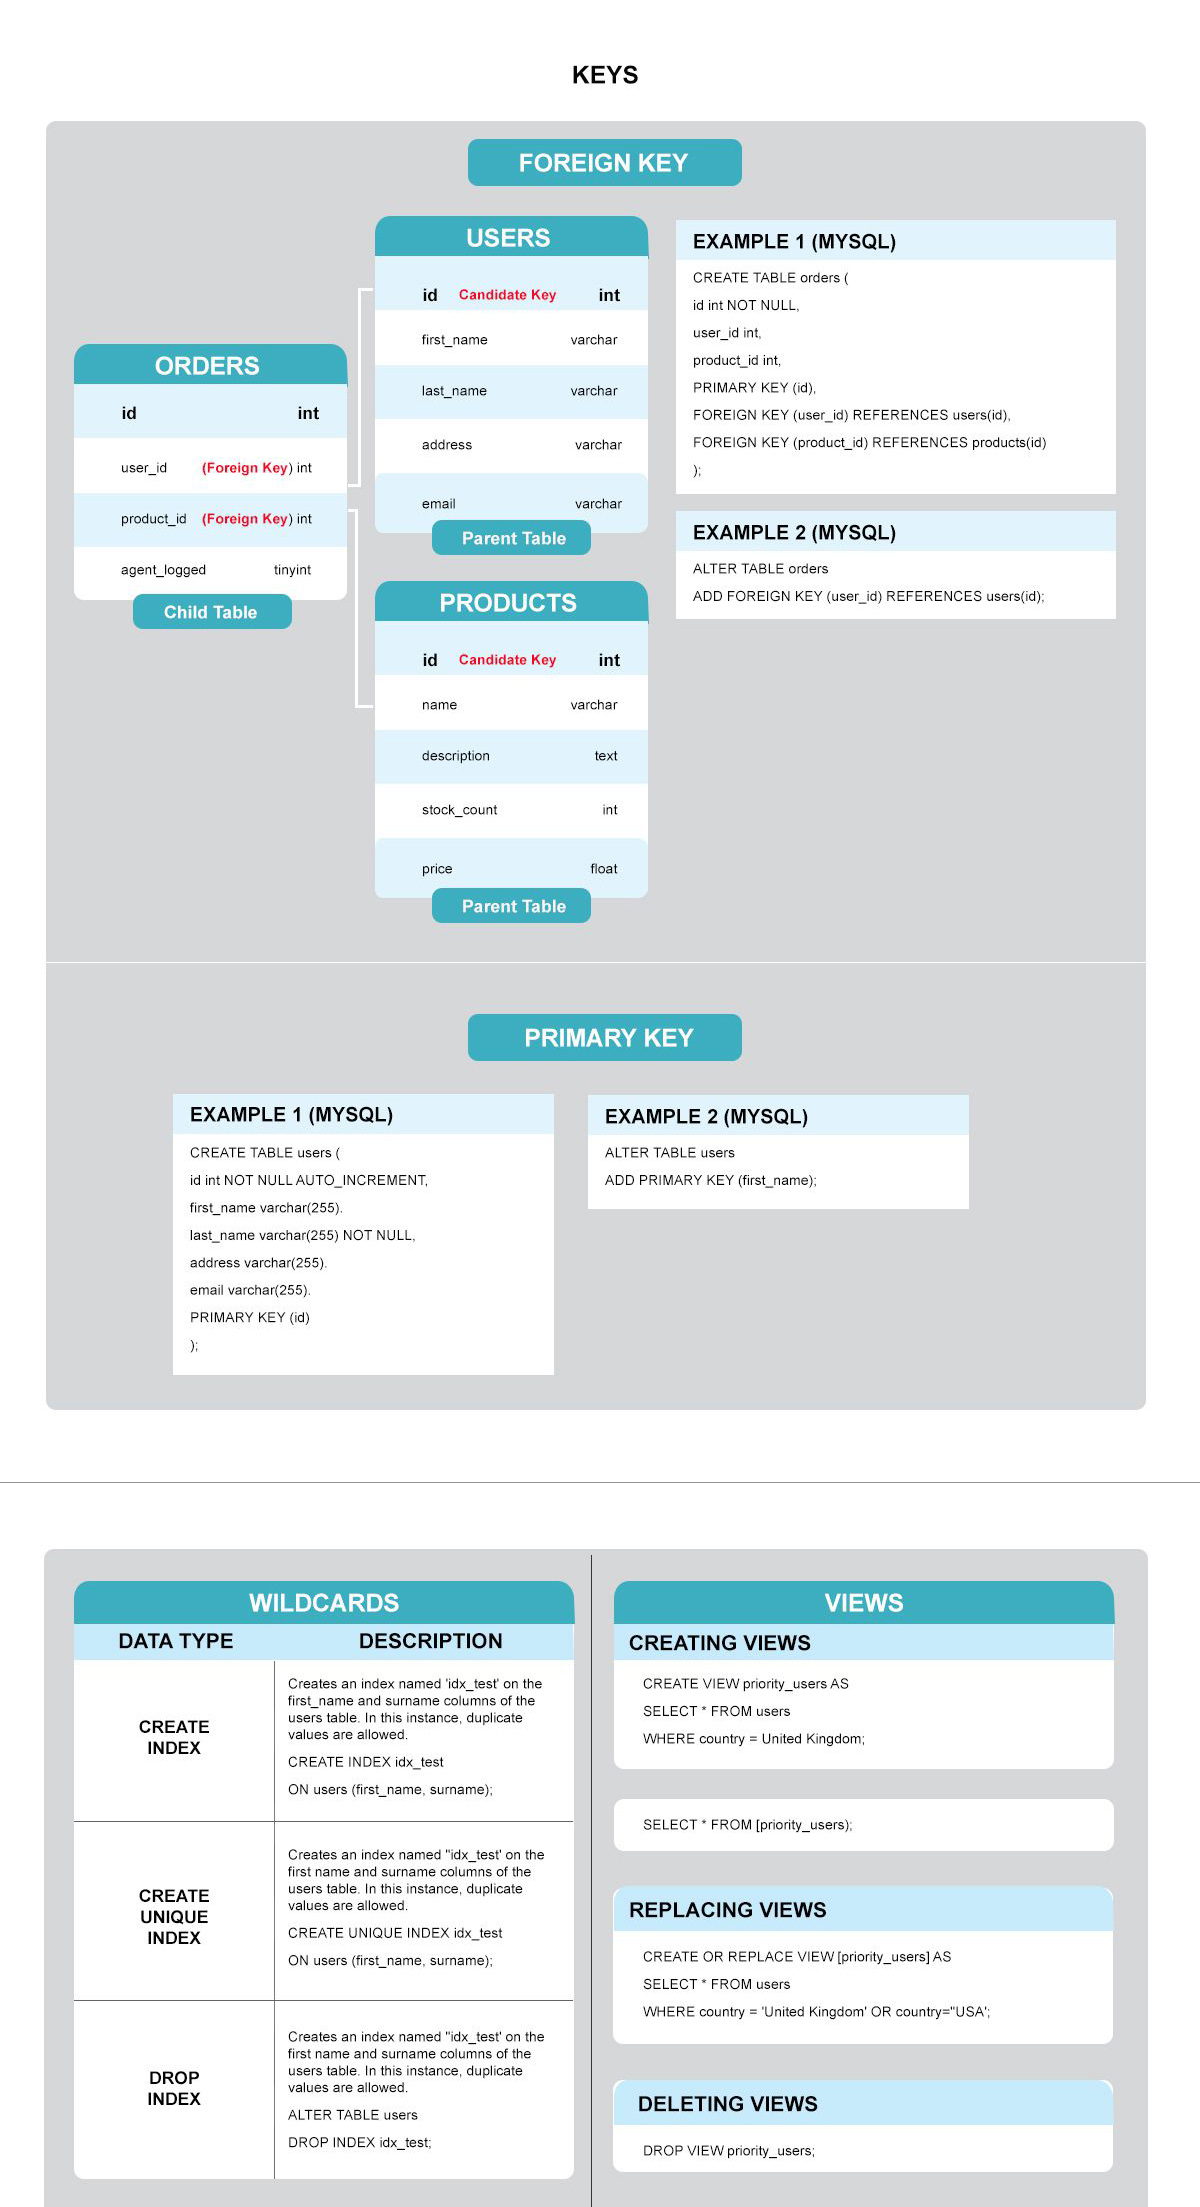 KEYS
FOREIGN KEY
ORDERS
id int
user_id (Foreign Key) int
product_id (Foreign Key) int
agent_logged tinyint
Child Table
USERS
id Candidate Key int
first_name varchar
last_name varchar
address varchar
email varchar
Parent Table
PRODUCTS
id Candidate Key int
name varchar
description text
stock_count int
price float
Parent Table
EXAMPLE 1 (MYSQL)
CREATE TABLE orders (
id int NOT NULL,
user_id int,
product_id int,
PRIMARY KEY (id),
FOREIGN KEY (user_id) REFERENCES users(id),
FOREIGN KEY (product_id) REFERENCES products(id)
);
EXAMPLE 2 (MYSQL)
ALTER TABLE orders
ADD FOREIGN KEY (user_id) REFERENCES users(id);
PRIMARY KEY
EXAMPLE 1 (MYSQL)
CREATE TABLE users (
id int NOT NULL AUTO_INCREMENT,
first_name varchar(255).
last_name varchar(255) NOT NULL,
address varchar(255).
email varchar(255).
PRIMARY KEY (id)
);
EXAMPLE 2 (MYSQL)
ALTER TABLE users
ADD PRIMARY KEY (first_name);
WILDCARDS
DATA TYPE DESCRIPTION
CREATE
INDEX
Creates an index named 'idx_test' on the
first_name and surname columns of the
users table. In this instance, duplicate
values are allowed.
CREATE INDEX idx_test
ON users (first_name, surname);
CREATE
UNIQUE
INDEX
Creates an index named "idx_test' on the
first name and surname columns of the
users table. In this instance, duplicate
values are allowed.
CREATE UNIQUE INDEX idx_test
ON users (first_name, surname);
DROP
INDEX
Creates an index named "idx_test' on the
first name and surname columns of the
users table. In this instance, duplicate
values are allowed.
ALTER TABLE users
DROP INDEX idx_test;
VIEWS
CREATING VIEWS
CREATE VIEW priority_users AS
SELECT * FROM users
WHERE country = United Kingdom;
SELECT * FROM [priority_users);
REPLACING VIEWS
CREATE OR REPLACE VIEW [priority_users] AS
SELECT * FROM users
WHERE country = 'United Kingdom' OR country="USA';
DELETING VIEWS
DROP VIEW priority_users;